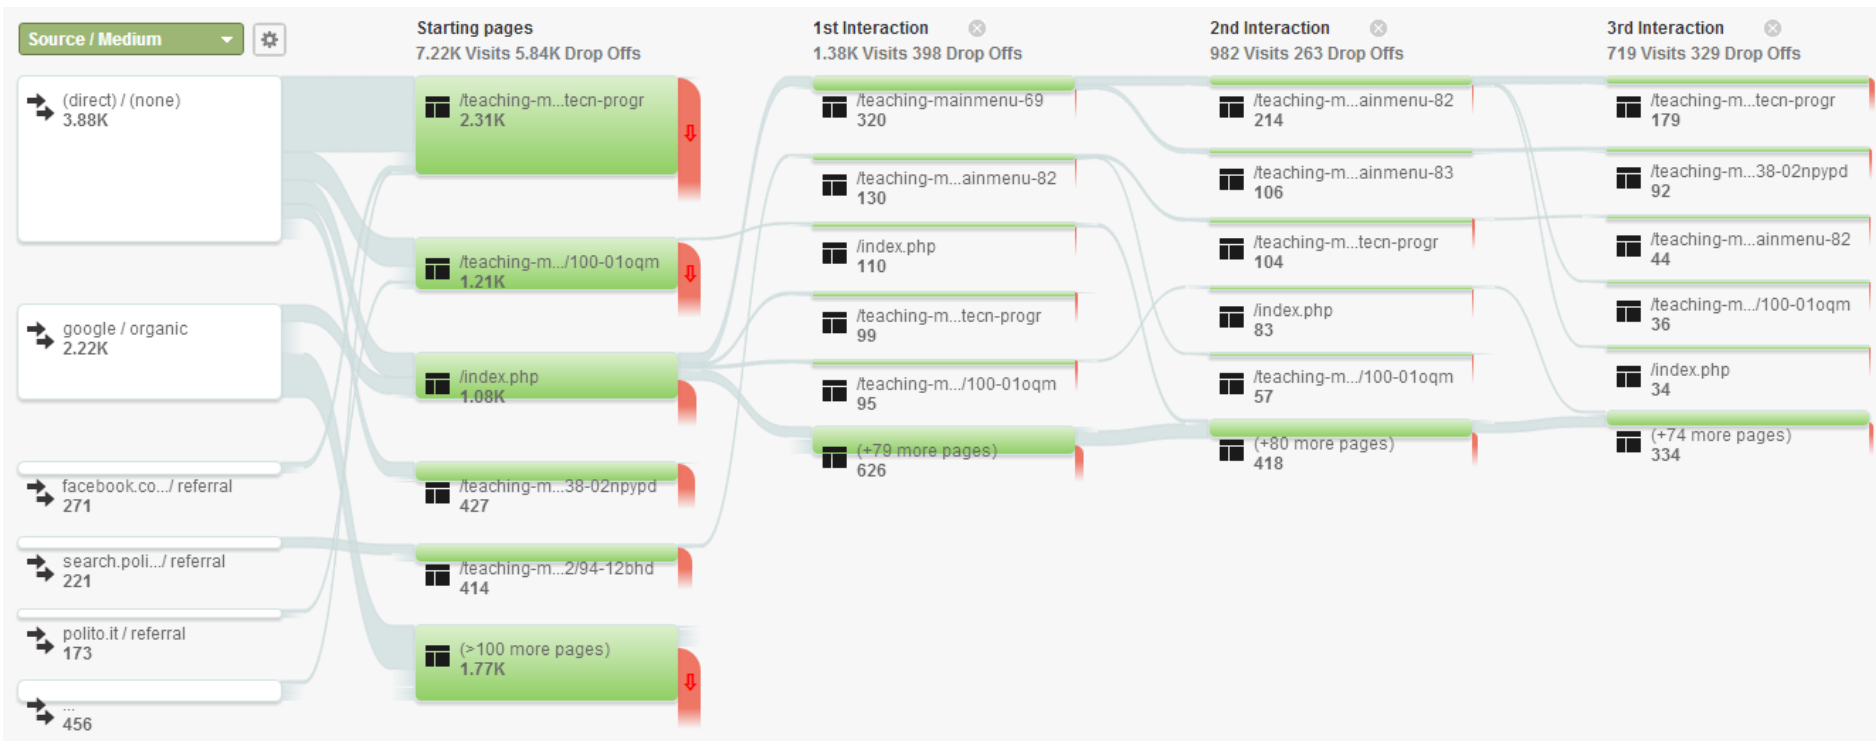 Source / Medium
(direct) / (none)
3.88K
google / organic
2.22K
facebook.co.../ referral
271
search.poli.../ referral
221
polito.it / referral
173
...
456
Starting pages
7.22K Visits 5.84K Drop Offs
/teaching-m...tecn-progr
2.31K
/teaching-m.../100-01oqm
1.21K
/index.php
1.08K
/teaching-m...38-02npypd
427
/teaching-m...2/94-12bhd
414
(>100 more pages)
1.77K
1st Interaction
1.38K Visits 398 Drop Offs
/teaching-mainmenu-69
320
/teaching-m...ainmenu-82
130
/index.php
110
/teaching-m...tecn-progr
99
/teaching-m.../100-01oqm
95
(+79 more pages)
626
2nd Interaction
982 Visits 263 Drop Offs
/teaching-m...ainmenu-82
214
/teaching-m...ainmenu-83
106
/teaching-m...tecn-progr
104
/index.php
83
/teaching-m.../100-01oqm
57
(+80 more pages)
418
3rd Interaction
719 Visits 329 Drop Offs
/teaching-m...tecn-progr
179
/teaching-m...38-02npypd
92
/teaching-m...ainmenu-82
44
/teaching-m.../100-01oqm
36
/index.php
34
(+74 more pages)
334